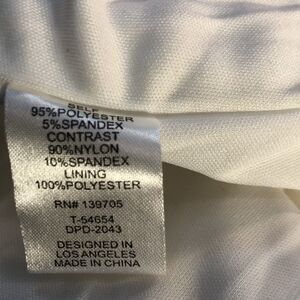 SELF
95%POLYESTER
5%SPANDEX
CONTRAST
90%NYLON
10%SPANDEX
LINING
100%POLYESTER
RN# 139705
T-54654
DPD-2043
DESIGNED IN
LOS ANGELES
MADE IN CHINA